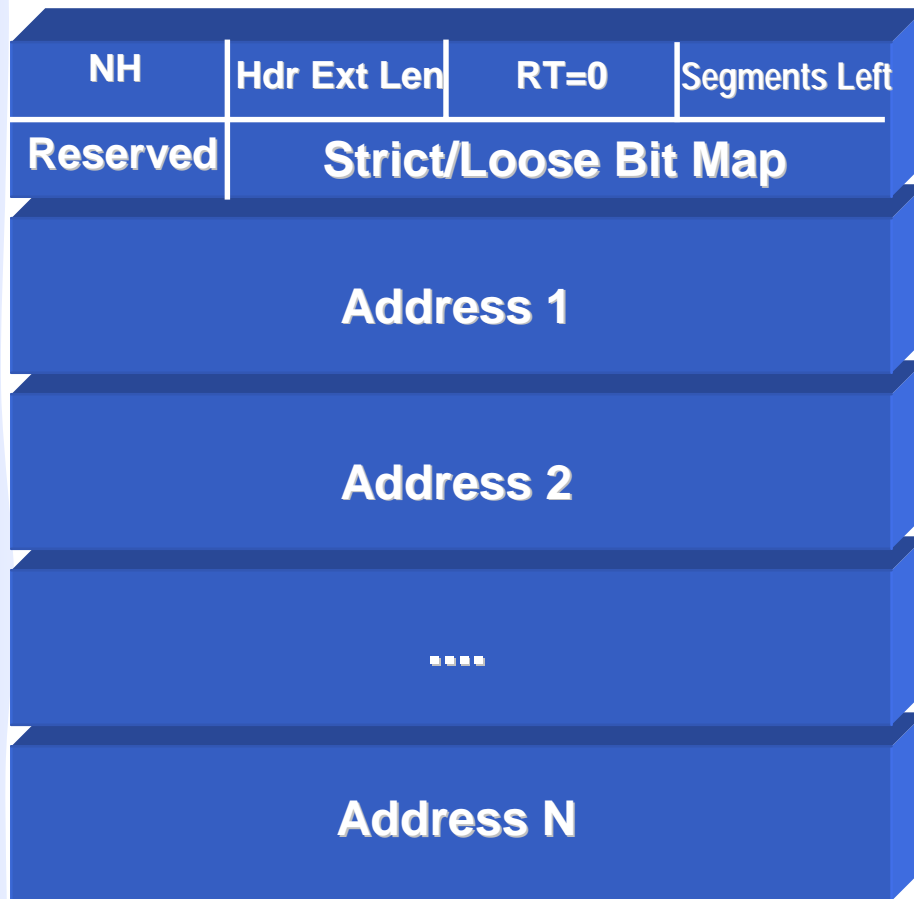 NH Hdr Ext Len RT=0 Segments Left
Reserved Strict/Loose Bit Map
Address 1
Address 2
....
Address N